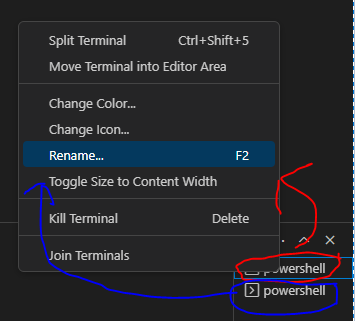 Split Terminal Ctrl+Shift+5
Move Terminal into Editor Area
Change Color...
Change Icon...
Rename... F2
Toggle Size to Content Width
Kill Terminal Delete
Join Terminals
powershell
powershell